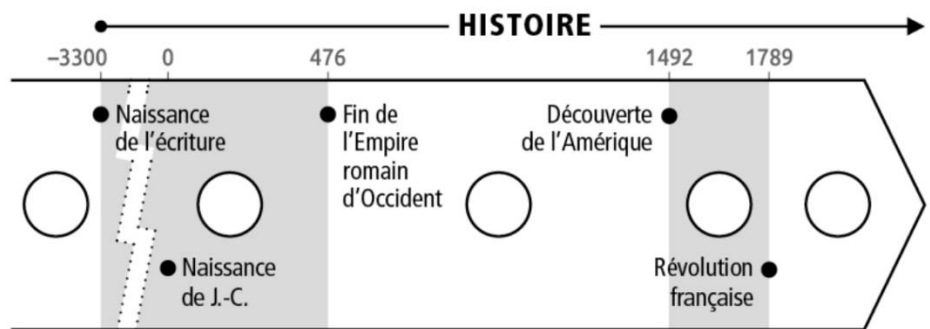 HISTOIRE
–3300
0
476
1492
1789
Naissance
de l'écriture
Fin de
l'Empire
romain
d'Occident
Découverte
de l'Amérique
Naissance
de J.-C.
Révolution
française